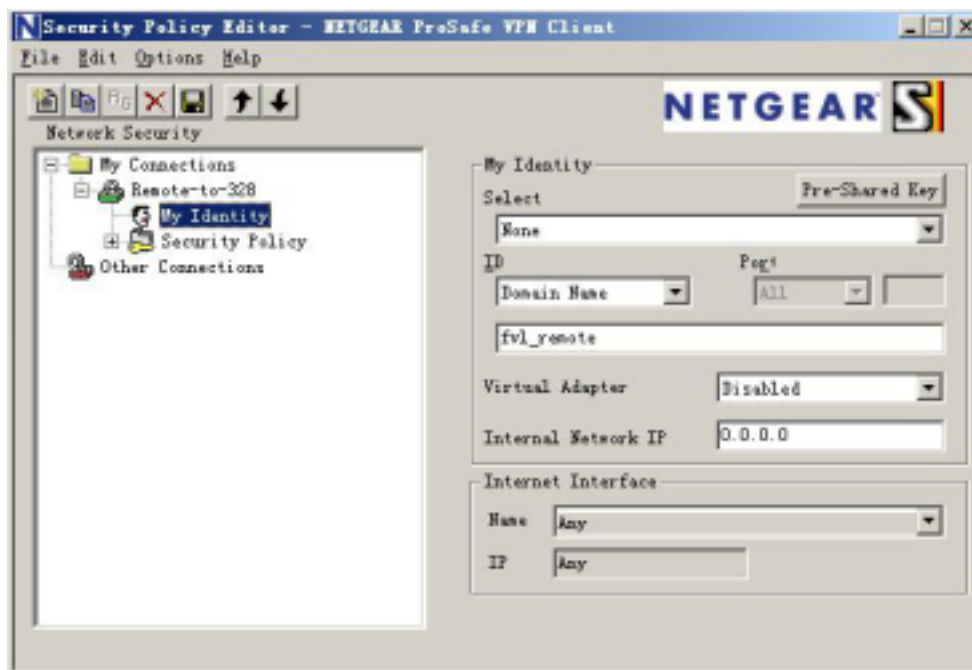 Security Policy Editor - NETGEAR ProSafe VPN Client
File Edit Options Help
NETGEAR
Network Security
My Connections
Remote-to-328
My Identity
Security Policy
Other Connections
My Identity
Select
Pre-Shared Key
None
ID
Port
Domain Name
All
fvl_remote
Virtual Adapter
Disabled
Internal Network IP
0.0.0.0
Internet Interface
Name
Any
IP
Any